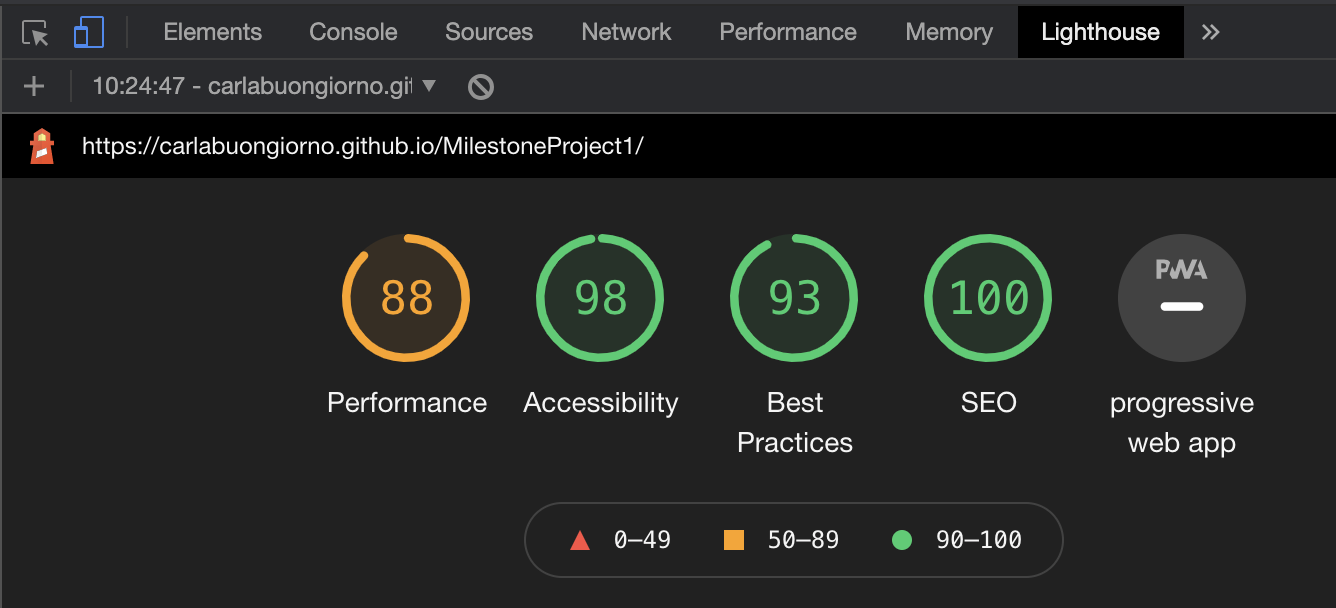 Elements Console Sources Network Performance Memory Lighthouse »
+ 10:24:47 - carlabuongiorno.git ▼
https://carlabuongiorno.github.io/MilestoneProject1/
88 98 93 100 PWA
Performance Accessibility Best Practices SEO progressive web app
0–49 50–89 90–100